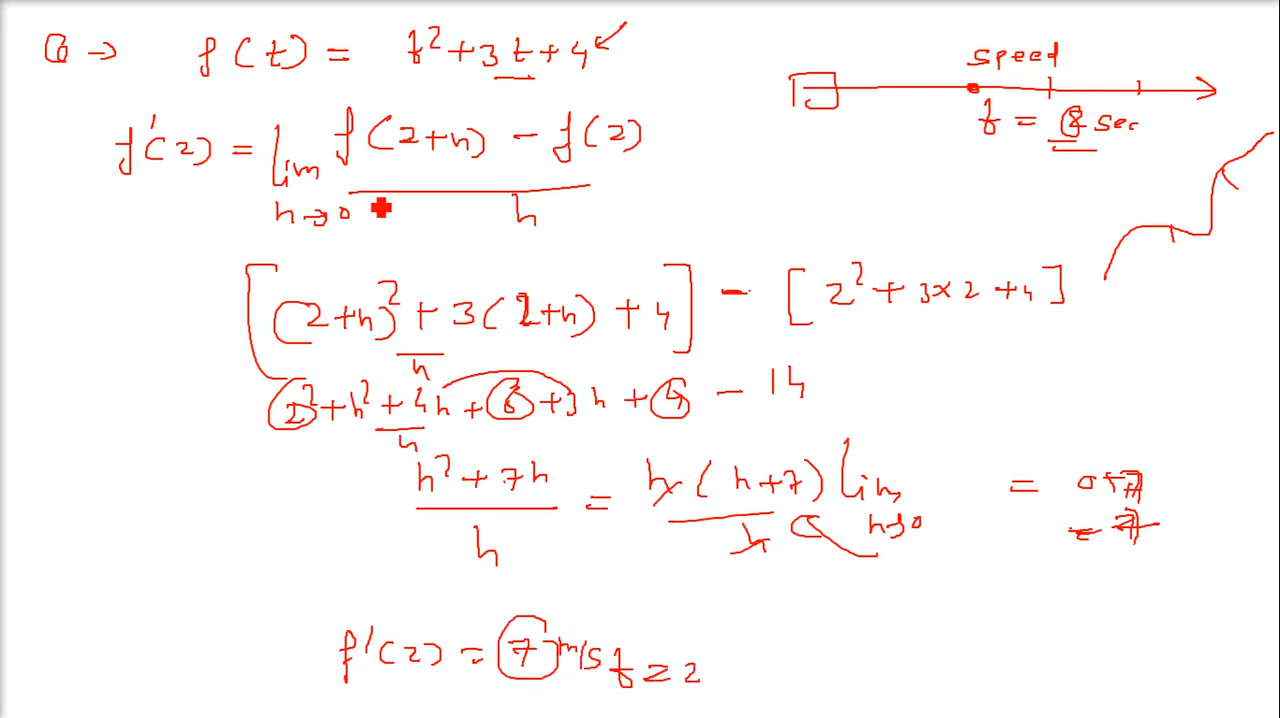 Q → f(t) = t² + 3t + 4
speed
t = 2 sec
f'(2) = lim h→0 f(2+h) - f(2) / h
[(2+h)² + 3(2+h) + 4] - [2² + 3×2 + 4]
h
2² + h² + 4h + 6 + 3h + 4 - 14
h
h² + 7h / h = h(h+7) / h lim h→0 = 0+7
= 7
f'(2) = 7 m/s t = 2